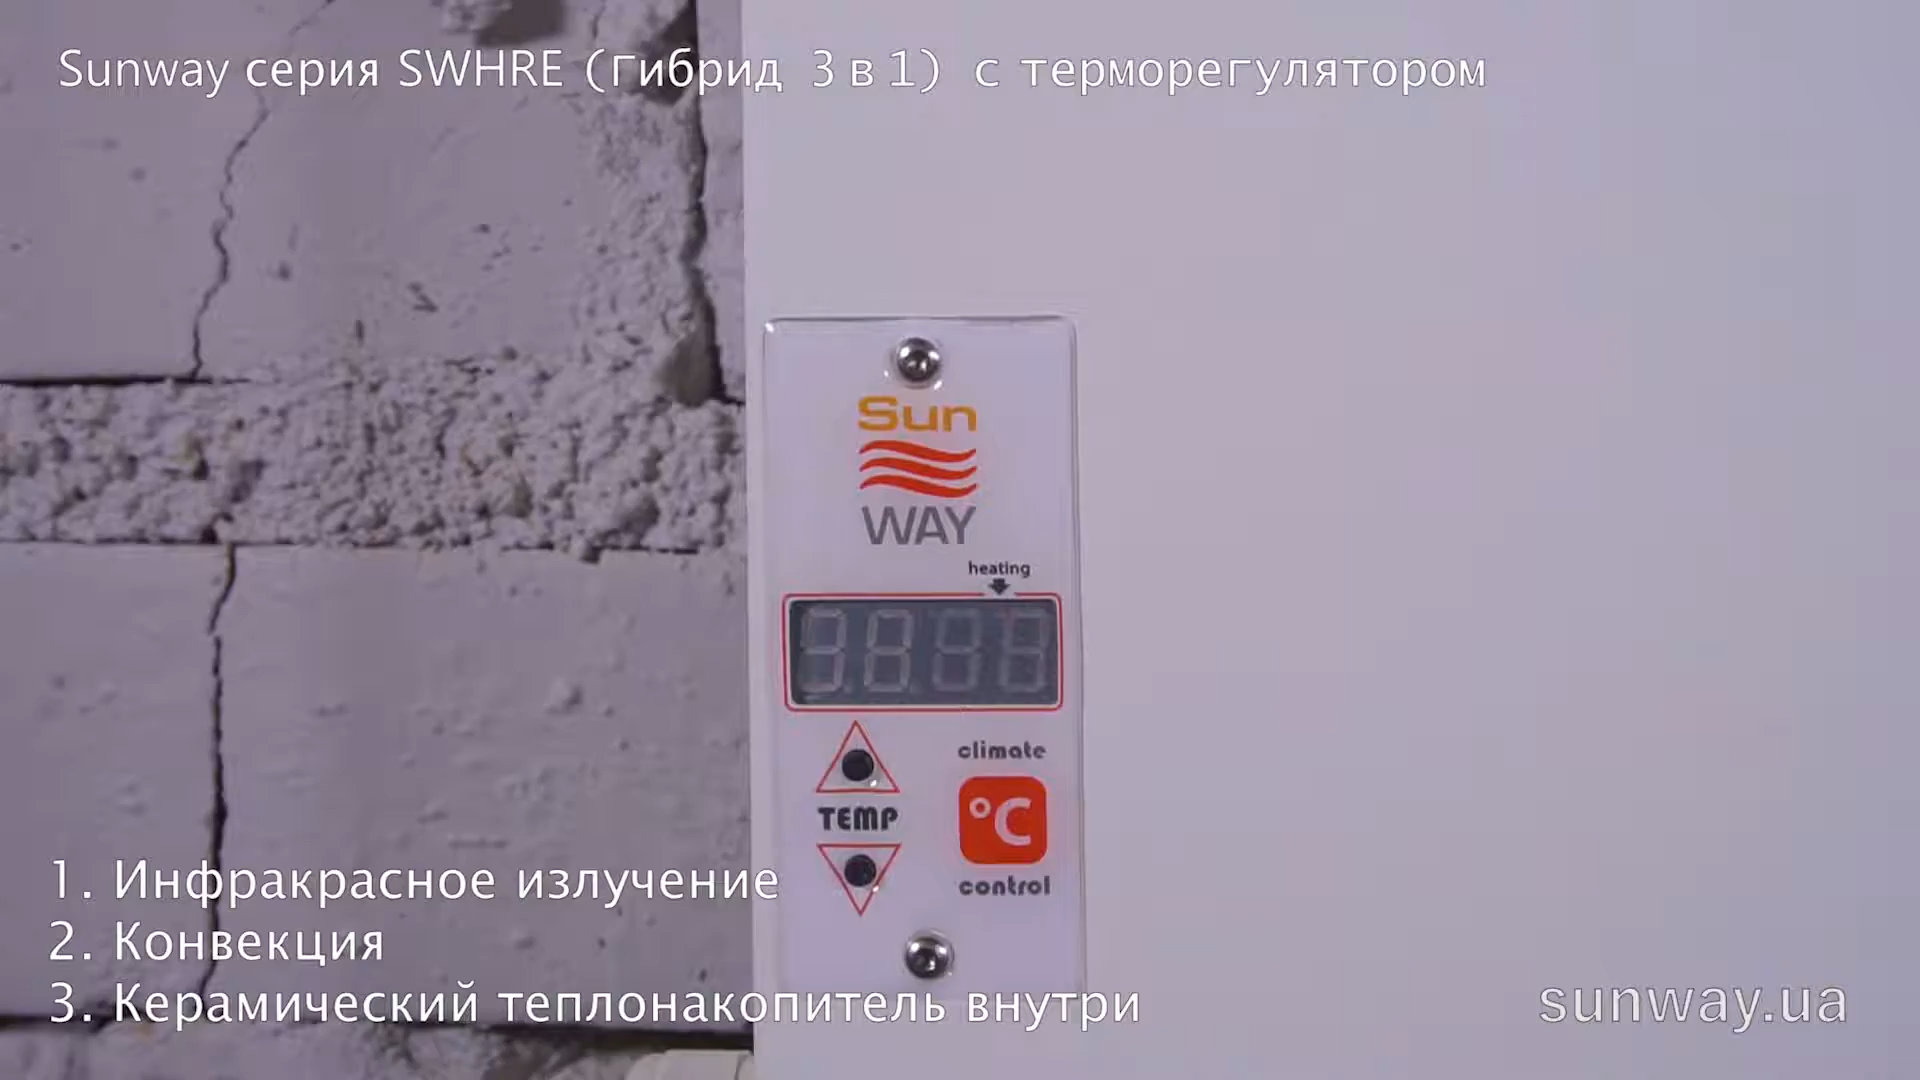 Sunway серия SWHRE (Гибрид 3 в 1) с терморегулятором
Sun
WAY
heating
climate
TEMP
°C
control
1. Инфракрасное излучение
2. Конвекция
3. Керамический теплонакопитель внутри
sunway.ua